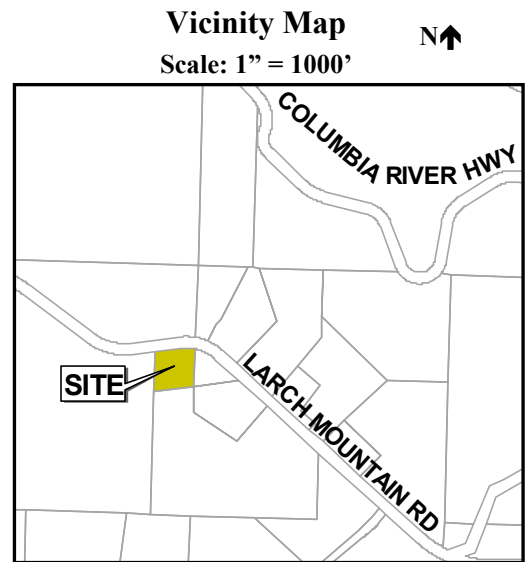 Vicinity Map
N
Scale: 1” = 1000’
COLUMBIA RIVER HWY
SITE
LARCH MOUNTAIN RD